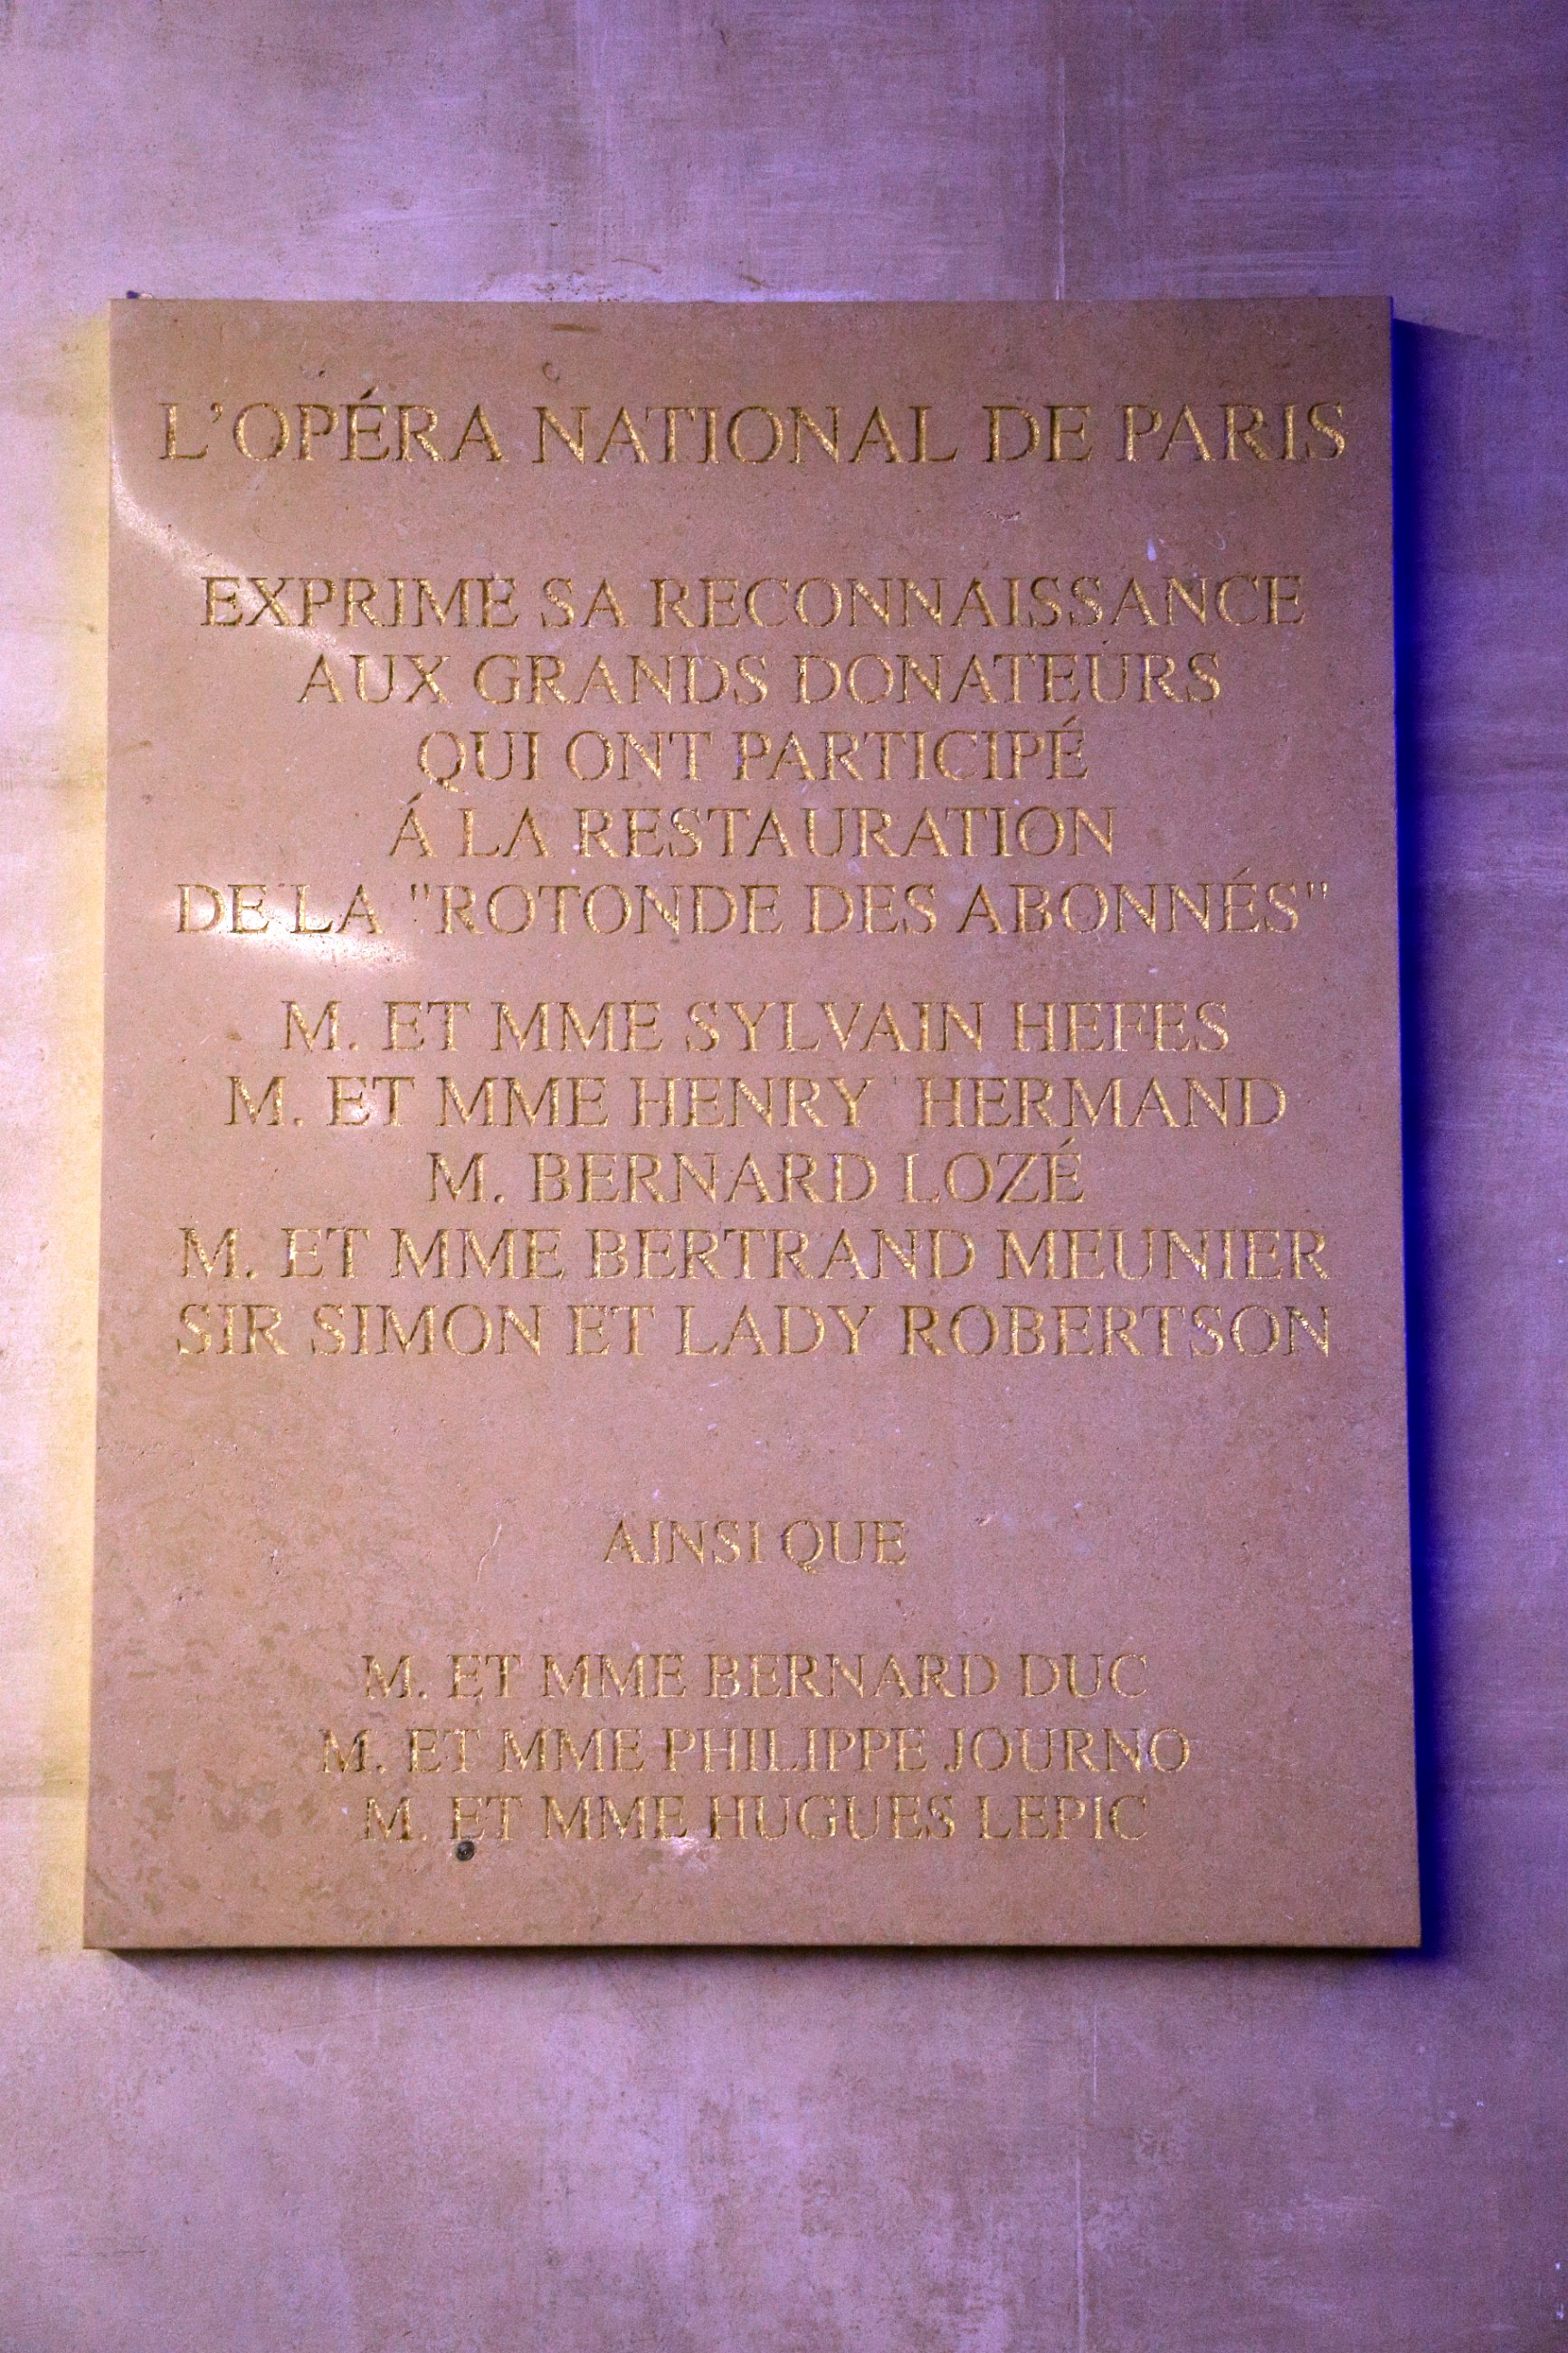 L'OPÉRA NATIONAL DE PARIS
EXPRIME SA RECONNAISSANCE
AUX GRANDS DONATEURS
QUI ONT PARTICIPÉ
Á LA RESTAURATION
DE LA "ROTONDE DES ABONNÉS"
M. ET MME SYLVAIN HEFES
M. ET MME HENRY HERMAND
M. BERNARD LOZÉ
M. ET MME BERTRAND MEUNIER
SIR SIMON ET LADY ROBERTSON
AINSI QUE
M. ET MME BERNARD DUC
M. ET MME PHILIPPE JOURNO
M. ET MME HUGUES LEPIC